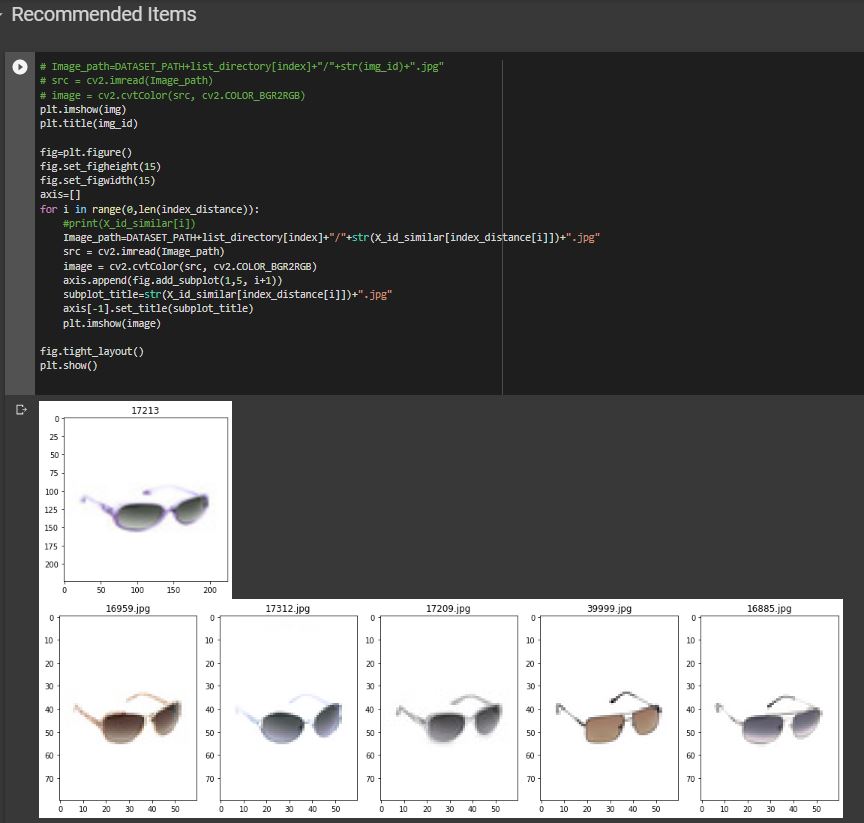 Recommended Items
# Image_path=DATASET_PATH+list_directory[index]+"/"+str(img_id)+".jpg"
# src = cv2.imread(Image_path)
# image = cv2.cvtColor(src, cv2.COLOR_BGR2RGB)
plt.imshow(img)
plt.title(img_id)
fig=plt.figure()
fig.set_figheight(15)
fig.set_figwidth(15)
axis=[]
for i in range(0,len(index_distance)):
    #print(X_id_similar[i])
    Image_path=DATASET_PATH+list_directory[index]+"/"+str(X_id_similar[index_distance[i]])+".jpg"
    src = cv2.imread(Image_path)
    image = cv2.cvtColor(src, cv2.COLOR_BGR2RGB)
    axis.append(fig.add_subplot(1,5, i+1))
    subplot_title=str(X_id_similar[index_distance[i]])+".jpg"
    axis[-1].set_title(subplot_title)
    plt.imshow(image)
fig.tight_layout()
plt.show()
17213
0
25
50
75
100
125
150
175
200
0 50 100 150 200
16959.jpg 17312.jpg 17209.jpg 39999.jpg 16885.jpg
0 0 0 0 0
10 10 10 10 10
20 20 20 20 20
30 30 30 30 30
40 40 40 40 40
50 50 50 50 50
60 60 60 60 60
70 70 70 70 70
0 10 20 30 40 50 0 10 20 30 40 50 0 10 20 30 40 50 0 10 20 30 40 50 0 10 20 30 40 50